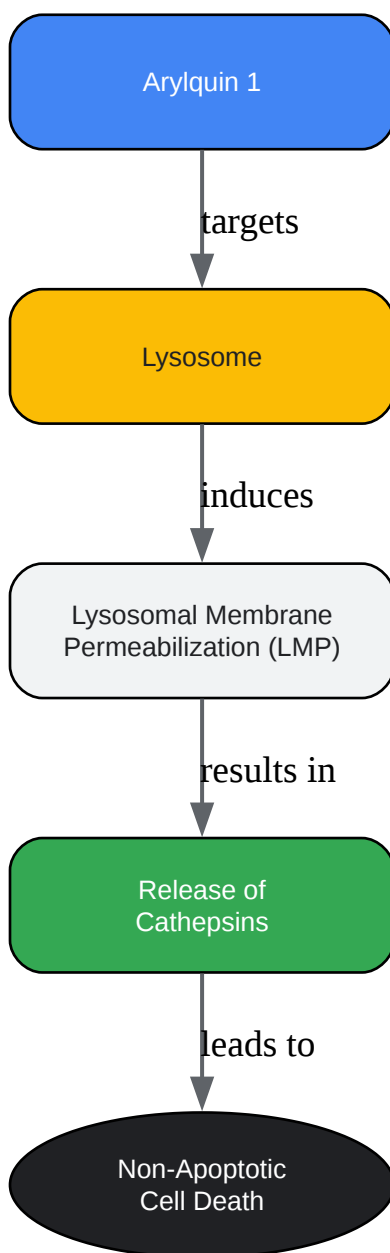 Arylquin 1
targets
Lysosome
induces
Lysosomal Membrane
Permeabilization (LMP)
results in
Release of
Cathepsins
leads to
Non-Apoptotic
Cell Death